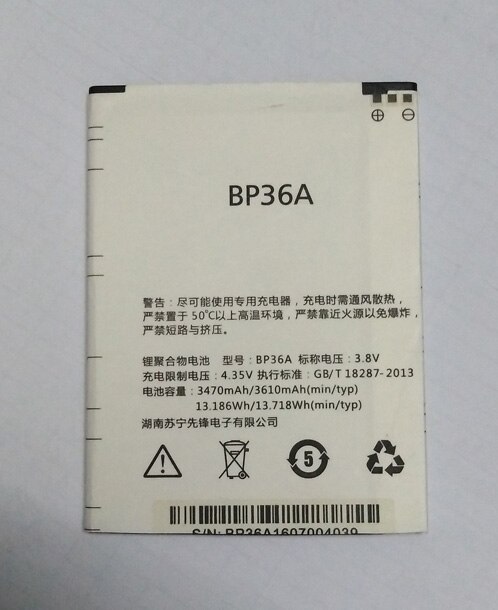 ⊕ ⊖
BP36A
警告：尽可能使用专用充电器，充电时需通风散热，
严禁置于 50℃以上高温环境，严禁靠近火源以免爆炸，
严禁短路与挤压。
锂聚合物电池 型号：BP36A 标称电压：3.8V
充电限制电压：4.35V 执行标准：GB/T 18287-2013
电池容量：3470mAh/3610mAh(min/typ)
13.186Wh/13.718Wh(min/typ)
湖南苏宁先锋电子有限公司
5
S/N: BP36A1607004039